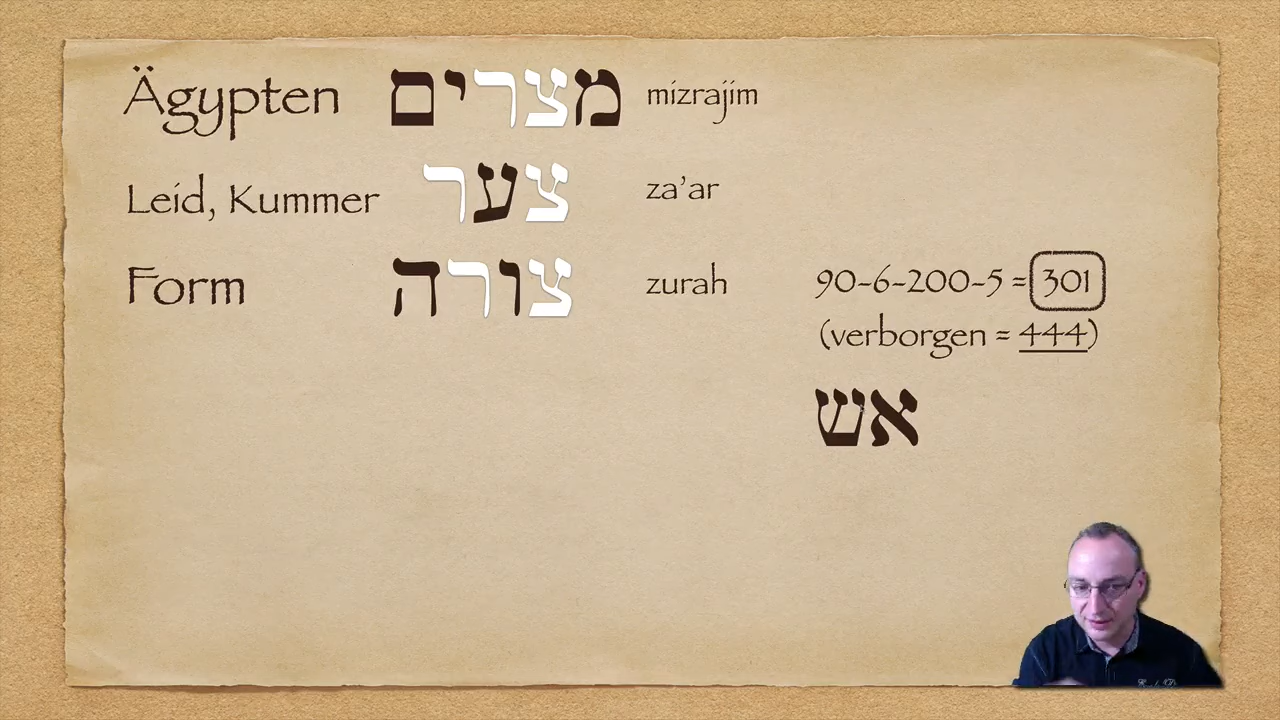 Ägypten מצרים mizrajim
Leid, Kummer צער za'ar
Form צורה zurah 90-6-200-5 = 301
(verborgen = 444)
אש